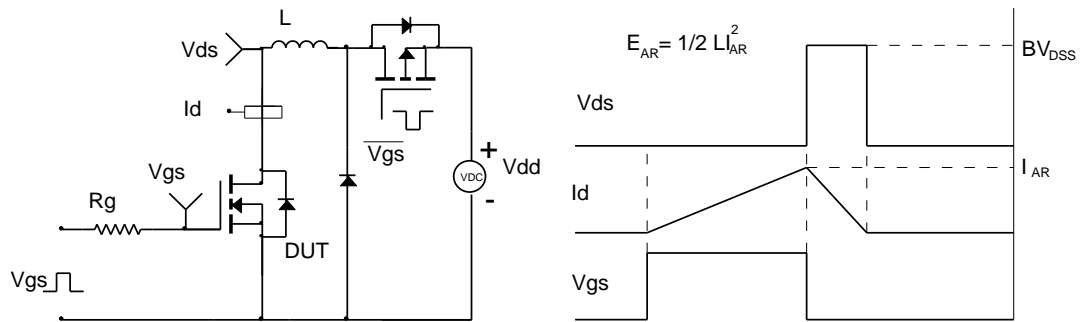 L
Vds
Id
Vgs
Rg
Vgs
DUT
Vgs
VDC
+
Vdd
-
E_AR = 1/2 LI_AR^2
BV_DSS
Vds
I_AR
Id
Vgs